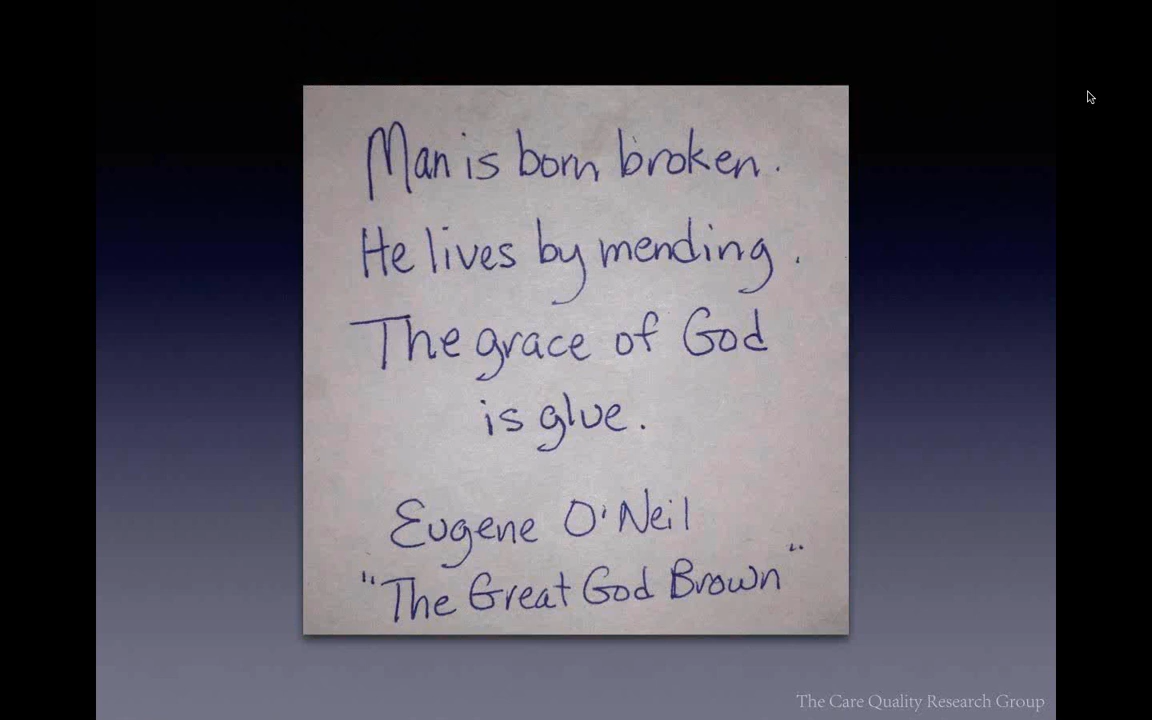 Man is born broken.
He lives by mending.
The grace of God
is glue.
Eugene O'Neil
"The Great God Brown"
The Care Quality Research Group